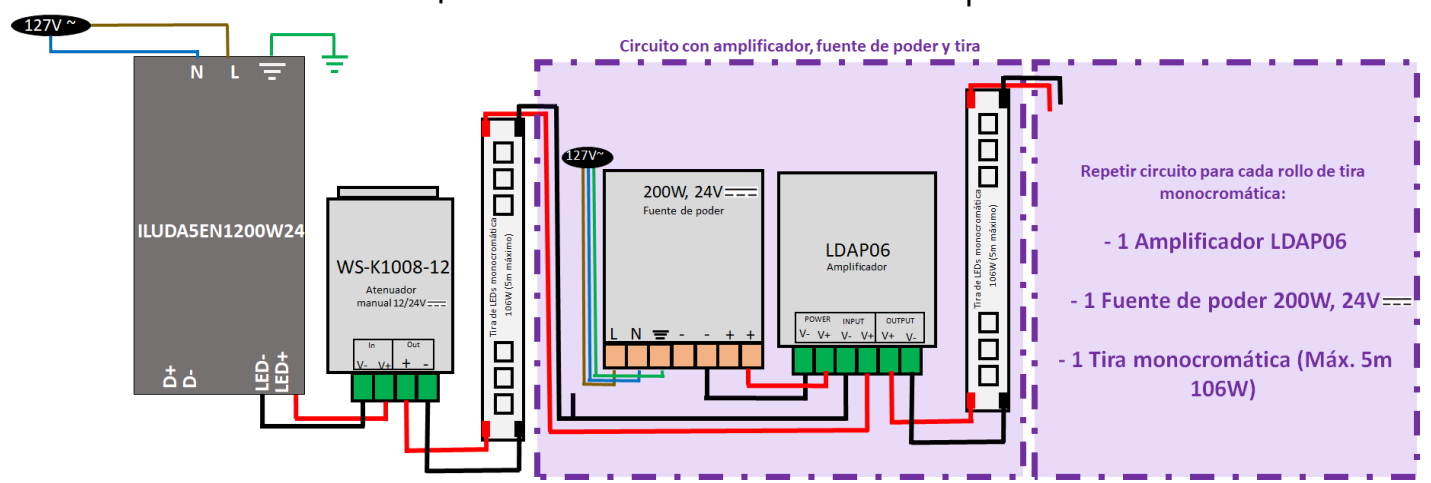 127V ~
N L
ILUDA5EN1200W24
D+
D-
LED-
LED+
WS-K1008-12
Atenuador
manual 12/24V
In Out
V- V+ + -
Tira de LEDs monocromática
106W (5m máximo)
Circuito con amplificador, fuente de poder y tira
127V~
200W, 24V
Fuente de poder
L N - - + +
LDAP06
Amplificador
POWER INPUT OUTPUT
V- V+ V- V+ V+ V-
Tira de LEDs monocromática
106W (5m máximo)
Repetir circuito para cada rollo de tira
monocromática:
- 1 Amplificador LDAP06
- 1 Fuente de poder 200W, 24V
- 1 Tira monocromática (Máx. 5m
106W)